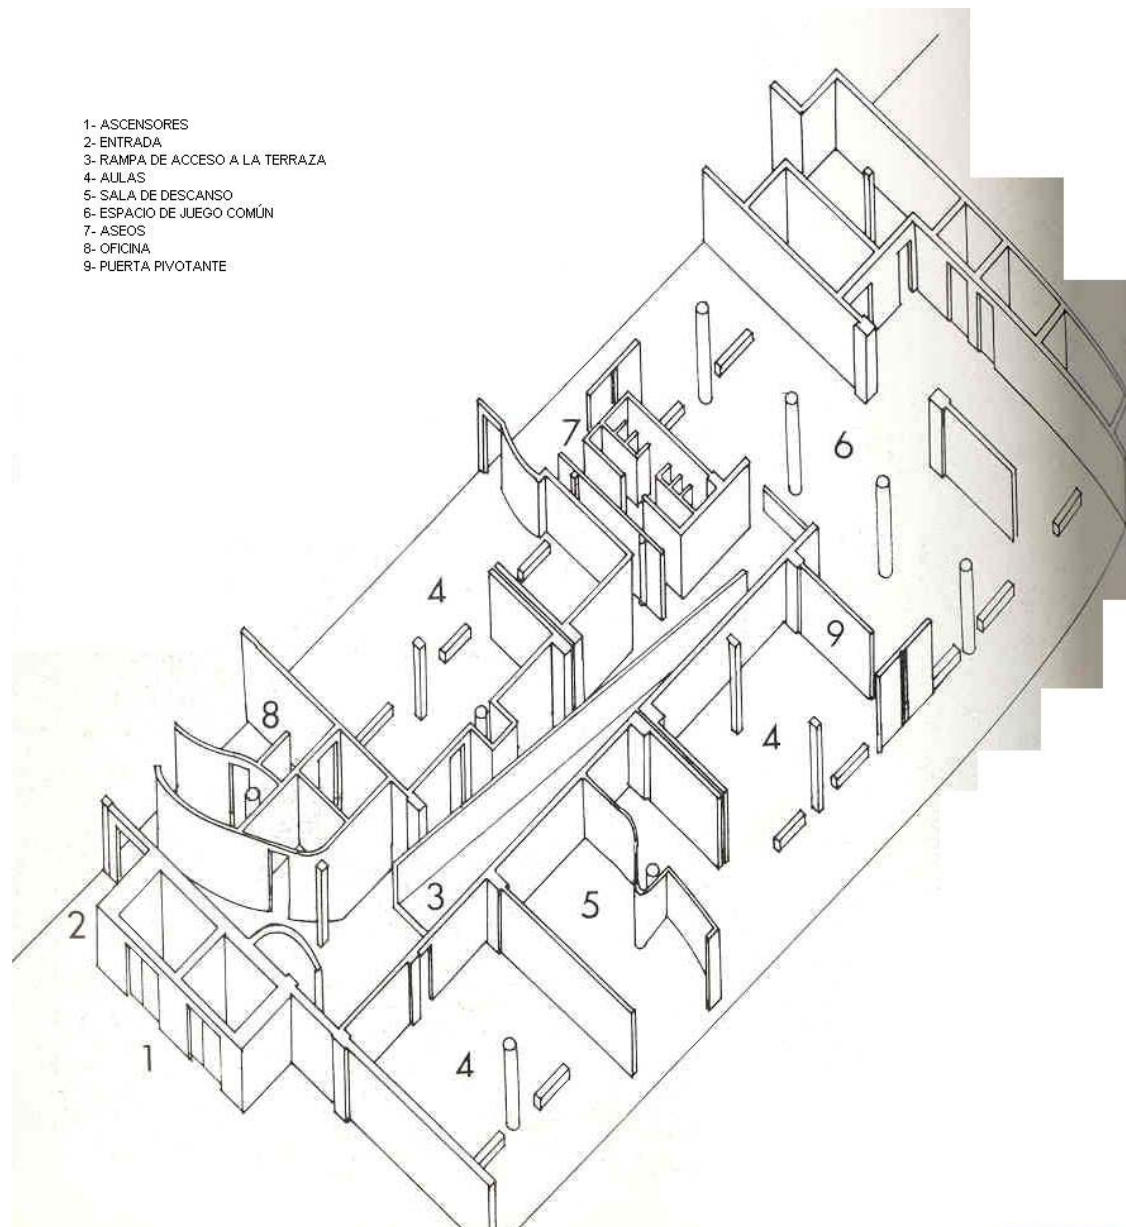 1- ASCENSORES
2- ENTRADA
3- RAMPA DE ACCESO A LA TERRAZA
4- AULAS
5- SALA DE DESCANSO
6- ESPACIO DE JUEGO COMÚN
7- ASEOS
8- OFICINA
9- PUERTA PIVOTANTE
6
7
4
9
8
4
3
5
2
4
1